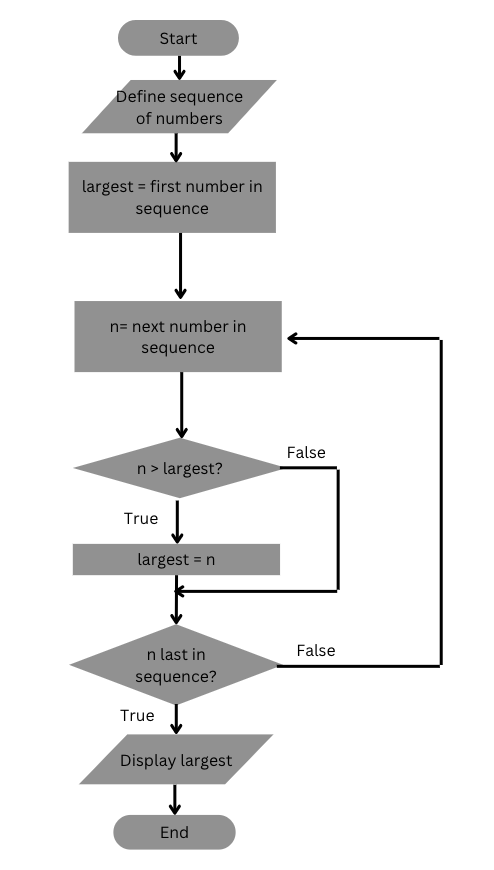 Start
Define sequence
of numbers
largest = first number in
sequence
n= next number in
sequence
n > largest?
False
True
largest = n
n last in
sequence?
False
True
Display largest
End